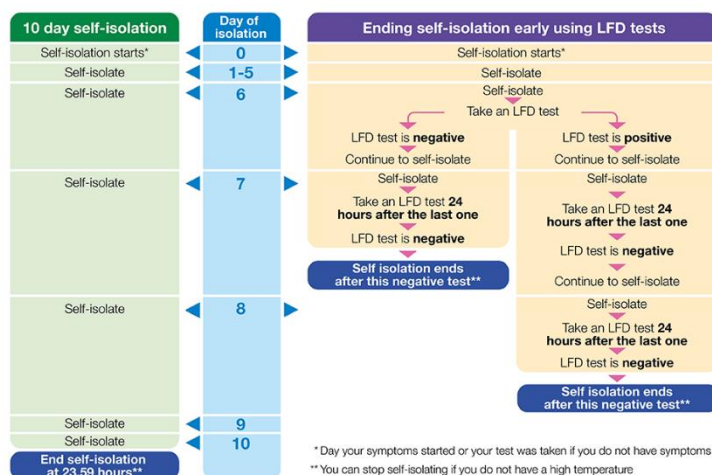 10 day self-isolation
Day of
isolation
Ending self-isolation early using LFD tests
Self-isolation starts*
0
Self-isolation starts*
Self-isolate
1-5
Self-isolate
Self-isolate
6
Self-isolate
Take an LFD test
LFD test is negative
LFD test is positive
Continue to self-isolate
Continue to self-isolate
Self-isolate
7
Self-isolate
Self-isolate
Take an LFD test 24
hours after the last one
LFD test is negative
Self isolation ends
after this negative test**
Take an LFD test 24
hours after the last one
LFD test is negative
Continue to self-isolate
Self-isolate
8
Self-isolate
Take an LFD test 24
hours after the last one
LFD test is negative
Self isolation ends
after this negative test**
Self-isolate
9
Self-isolate
10
End self-isolation
at 23.59 hours**
* Day your symptoms started or your test was taken if you do not have symptoms
** You can stop self-isolating if you do not have a high temperature